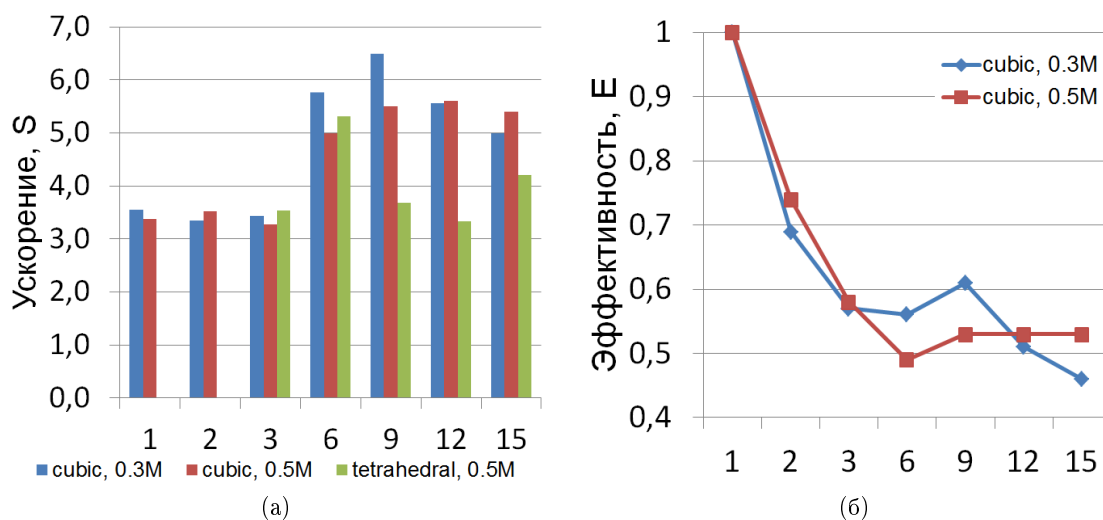 Ускорение, S
7,0
6,0
5,0
4,0
3,0
2,0
1,0
0,0
1 2 3 6 9 12 15
cubic, 0.3M cubic, 0.5M tetrahedral, 0.5M
(а)
Эффективность, E
1
0,9
0,8
0,7
0,6
0,5
0,4
cubic, 0.3M
cubic, 0.5M
1 2 3 6 9 12 15
(б)